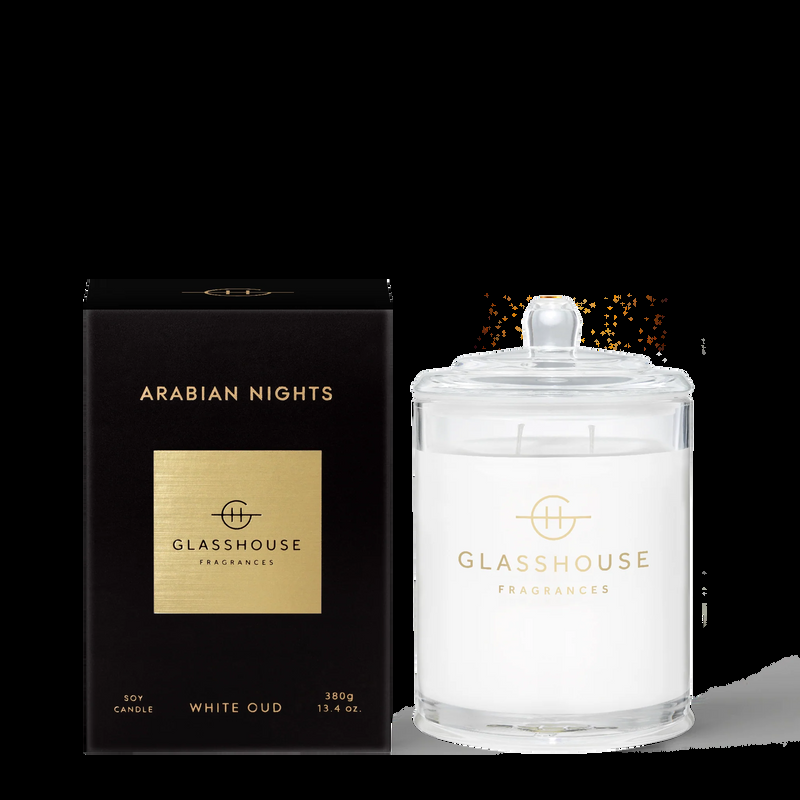 ARABIAN NIGHTS
GLASSHOUSE
FRAGRANCES
SOY
CANDLE
WHITE OUD
380g
13.4 oz.
GLASSHOUSE
FRAGRANCES